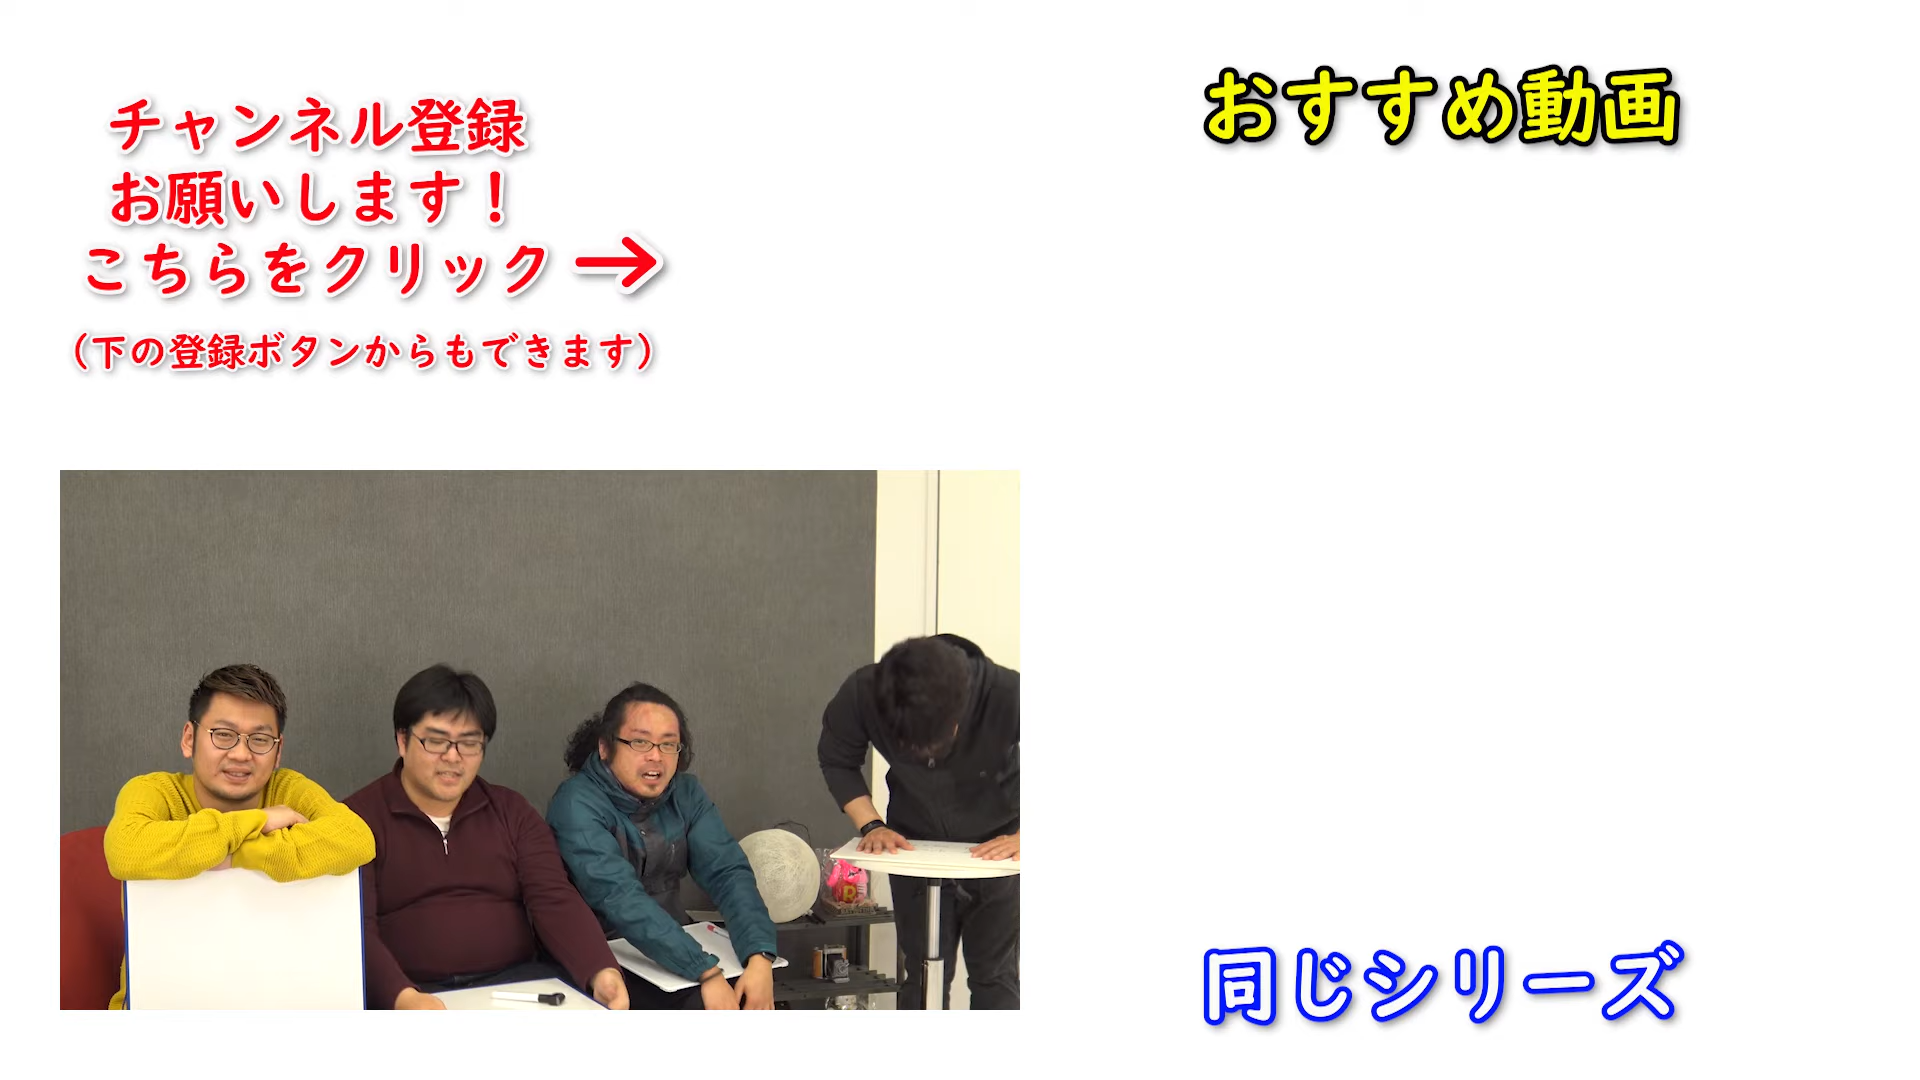 チャンネル登録
お願いします!
こちらをクリック→
(下の登録ボタンからもできます)
おすすめ動画
同じシリーズ